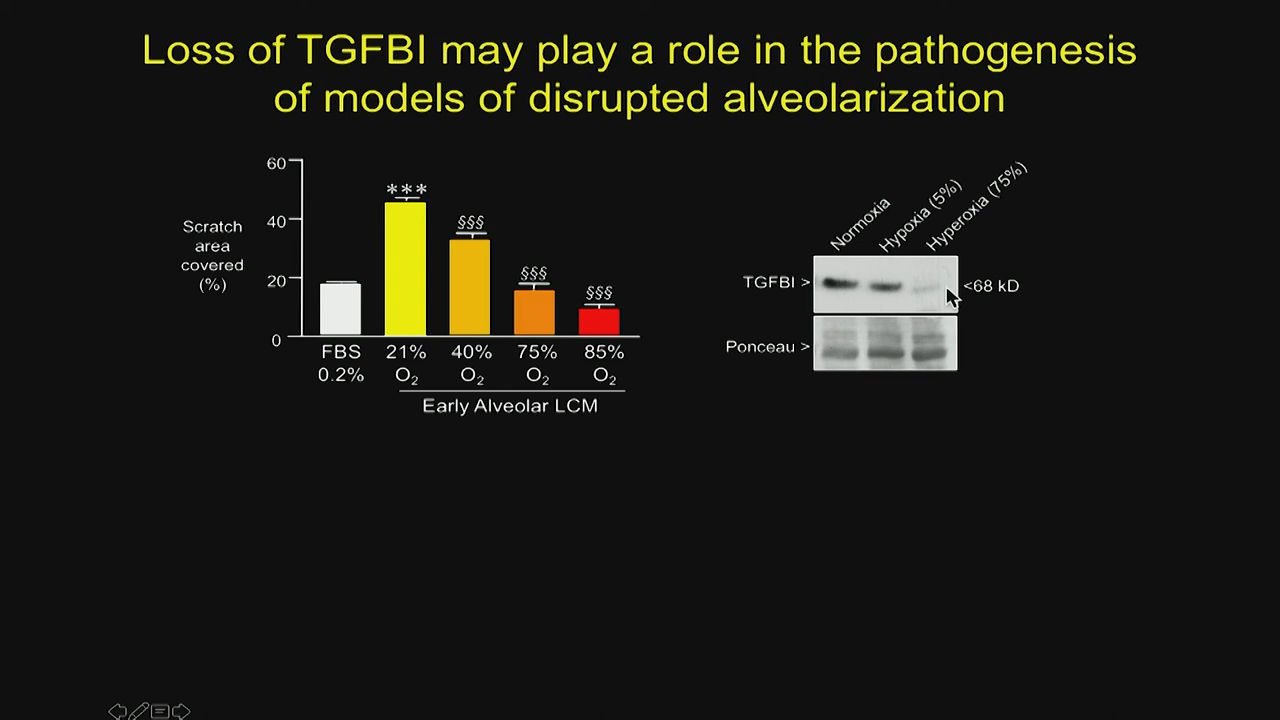 Loss of TGFBI may play a role in the pathogenesis
of models of disrupted alveolarization
60
40
20
0
Scratch
area
covered
(%)
***
§§§
§§§
§§§
FBS
0.2%
21%
O₂
40%
O₂
75%
O₂
85%
O₂
Early Alveolar LCM
Normoxia
Hypoxia (5%)
Hyperoxia (75%)
TGFBI >
<68 kD
Ponceau >